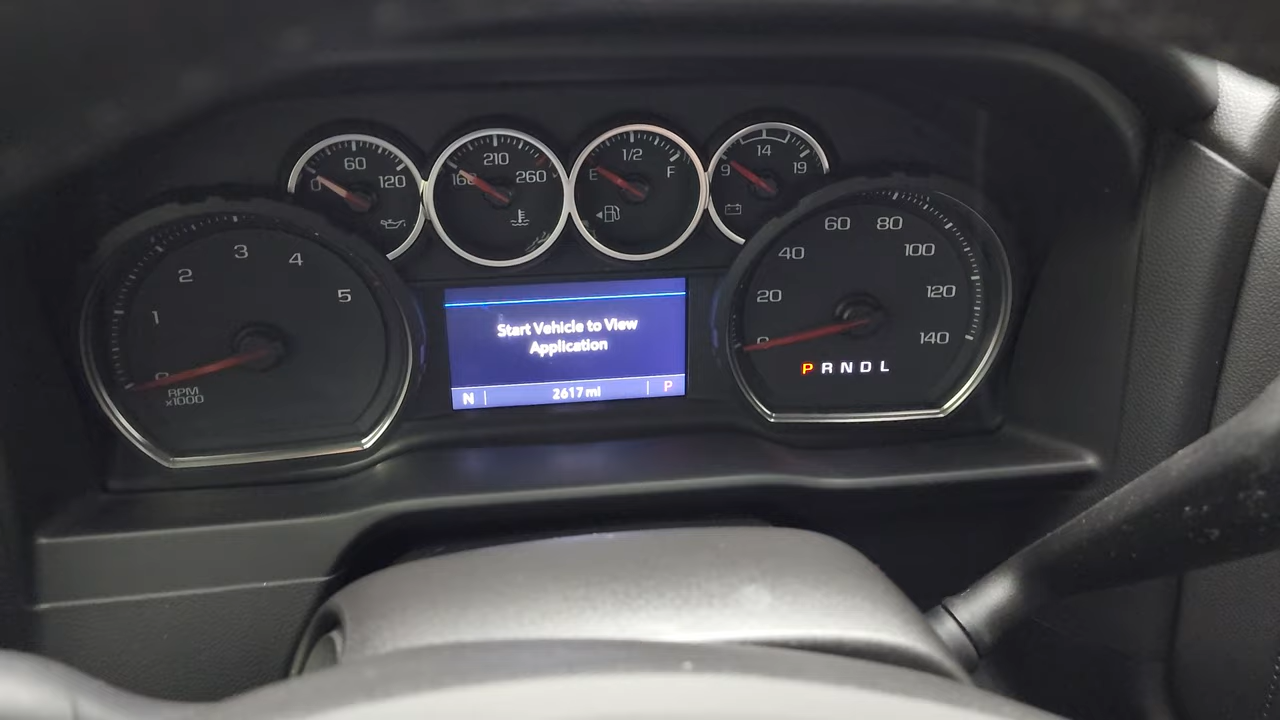 0 60 120
160 210 260
E 1/2 F
9 14 19
0 1 2 3 4 5
RPM
x1000
Start Vehicle to View
Application
N 2617 mi P
0 20 40 60 80 100 120 140
P R N D L